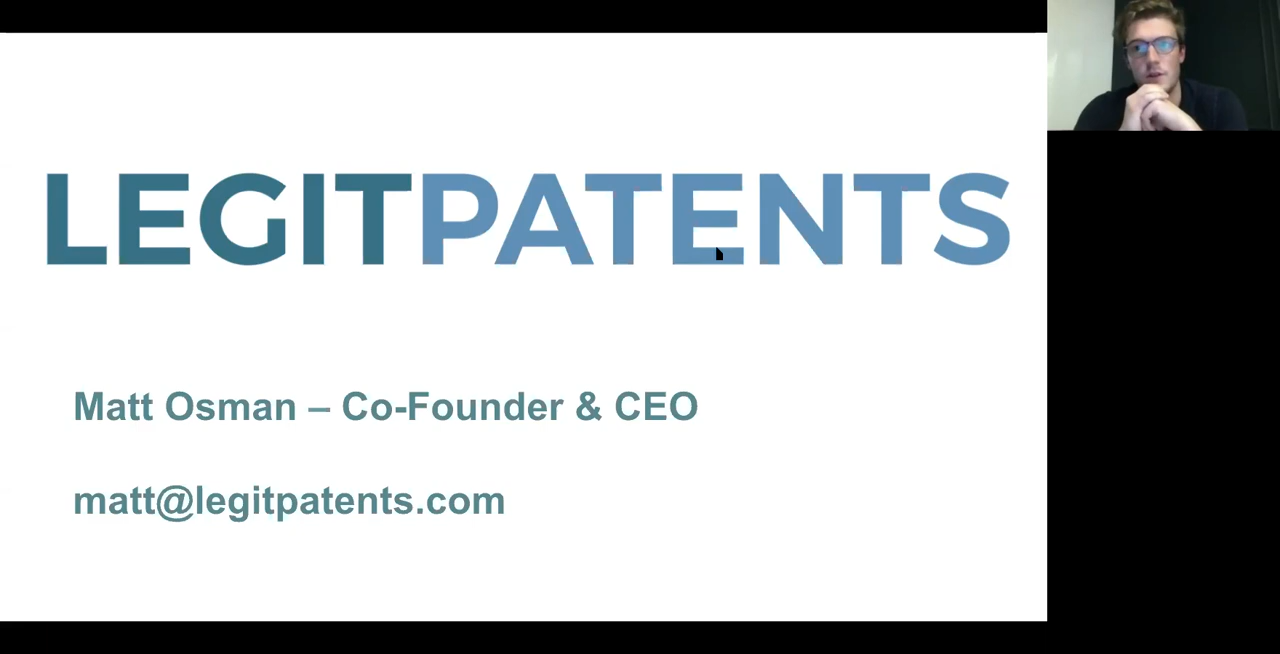 LEGITPATENTS
Matt Osman – Co-Founder & CEO
matt@legitpatents.com